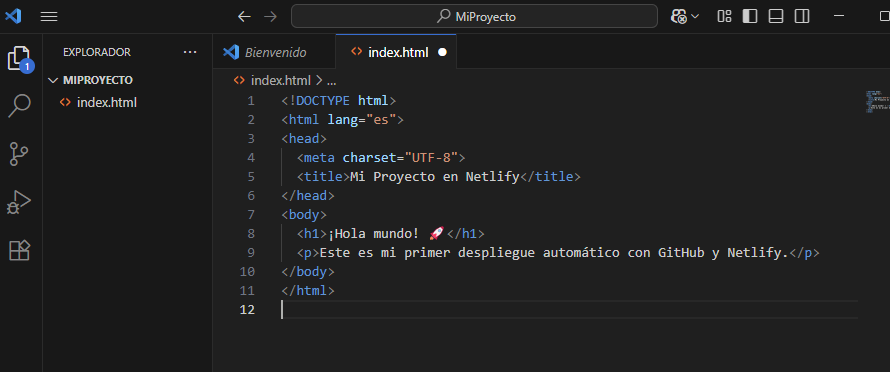 MiProyecto
EXPLORADOR
Bienvenido
index.html
1
MIPROYECTO
index.html
index.html > ...
1 <!DOCTYPE html>
2 <html lang="es">
3 <head>
4 <meta charset="UTF-8">
5 <title>Mi Proyecto en Netlify</title>
6 </head>
7 <body>
8 <h1>¡Hola mundo! 🚀</h1>
9 <p>Este es mi primer despliegue automático con GitHub y Netlify.</p>
10 </body>
11 </html>
12